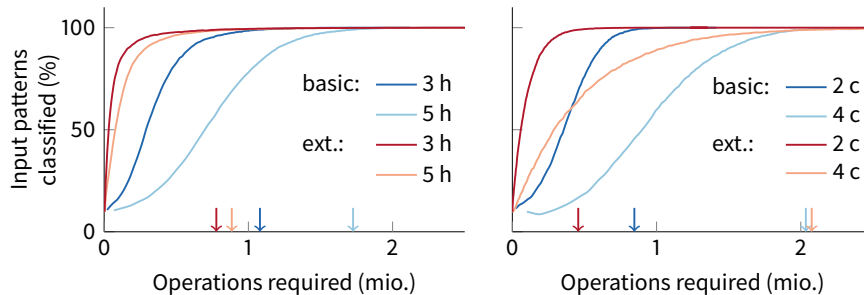 Input patterns
classified (%)
100
50
0
0
1
2
Operations required (mio.)
basic:
3 h
5 h
ext.:
3 h
5 h
0
1
2
Operations required (mio.)
basic:
2 c
4 c
ext.:
2 c
4 c